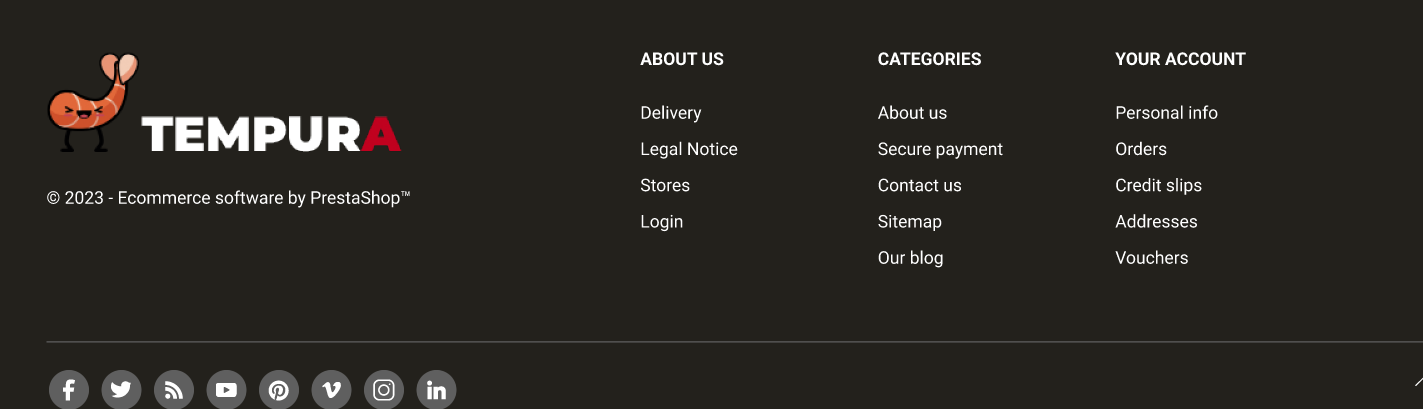 TEMPURA
© 2023 - Ecommerce software by PrestaShop™
ABOUT US
Delivery
Legal Notice
Stores
Login
CATEGORIES
About us
Secure payment
Contact us
Sitemap
Our blog
YOUR ACCOUNT
Personal info
Orders
Credit slips
Addresses
Vouchers